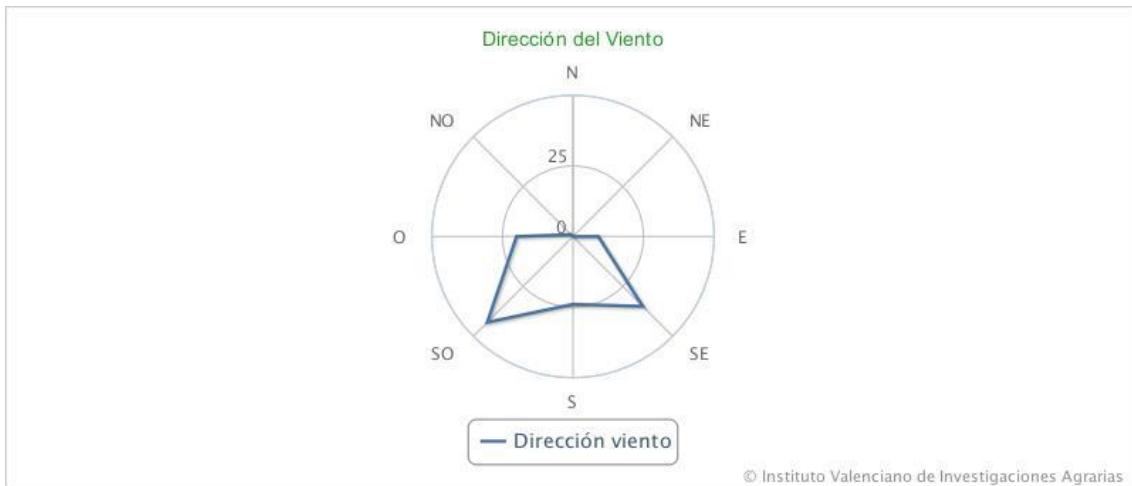 Dirección del Viento
N
NO
NE
25
0
O
E
SO
SE
S
Dirección viento
© Instituto Valenciano de Investigaciones Agrarias